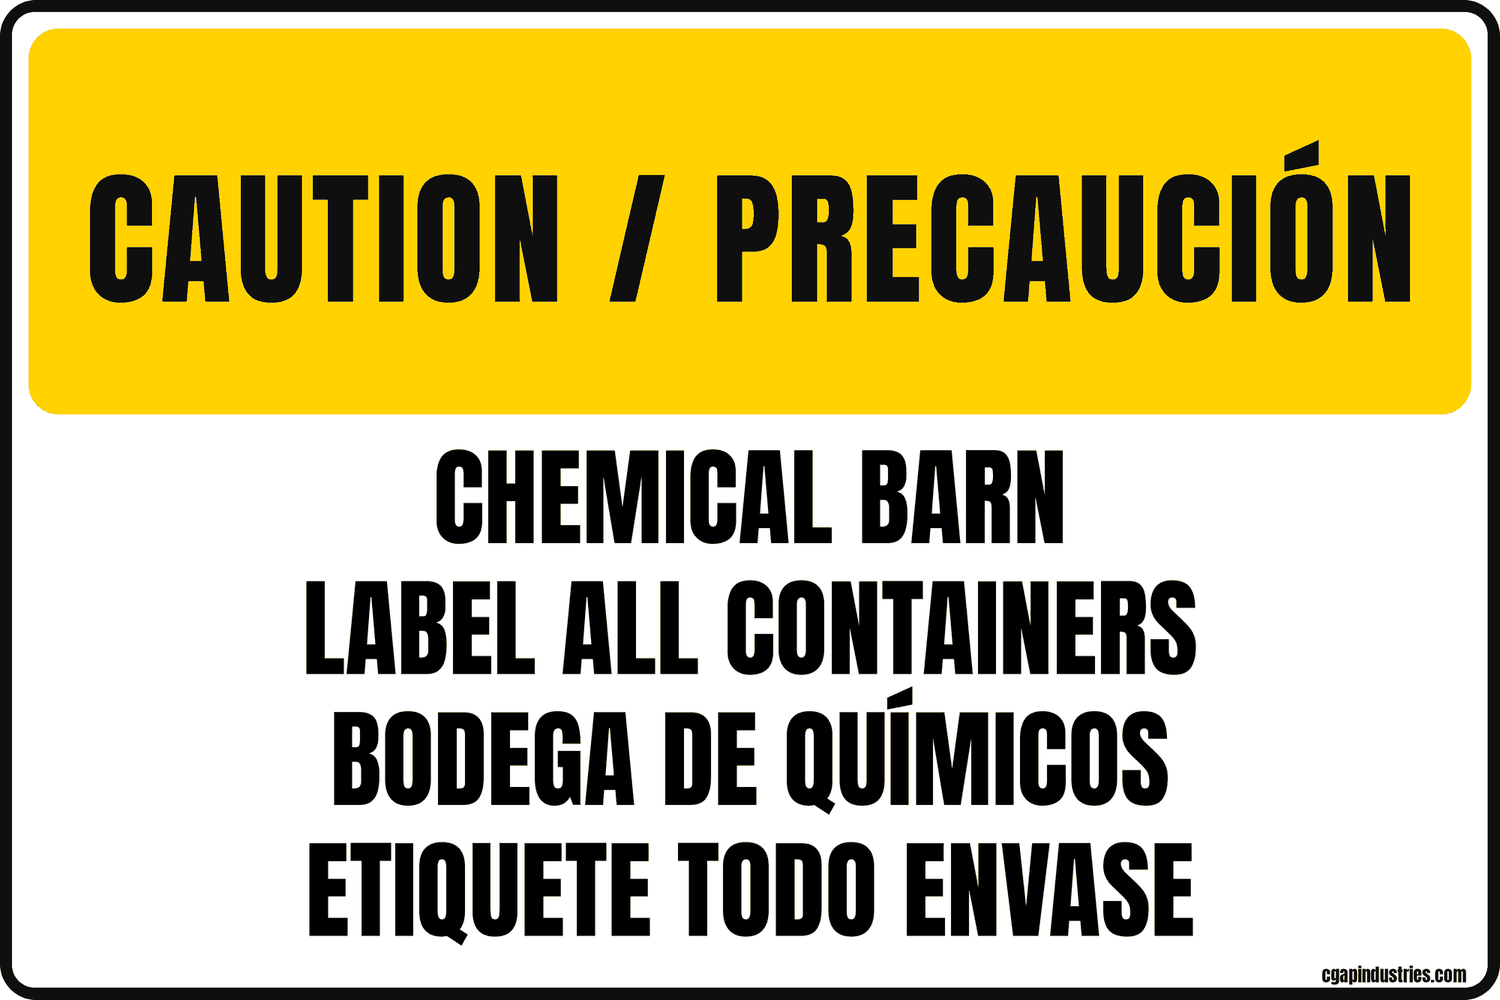 CAUTION / PRECAUCIÓN
CHEMICAL BARN
LABEL ALL CONTAINERS
BODEGA DE QUÍMICOS
ETIQUETE TODO ENVASE
cgapindustries.com